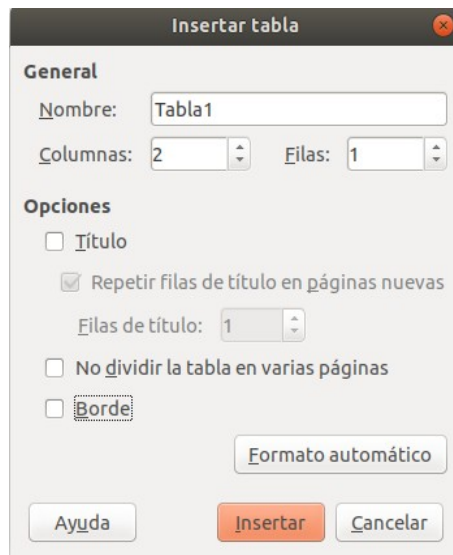 Insertar tabla
General
Nombre: Tabla1
Columnas: 2 Filas: 1
Opciones
Título
Repetir filas de título en páginas nuevas
Filas de título: 1
No dividir la tabla en varias páginas
Borde
Formato automático
Ayuda Insertar Cancelar